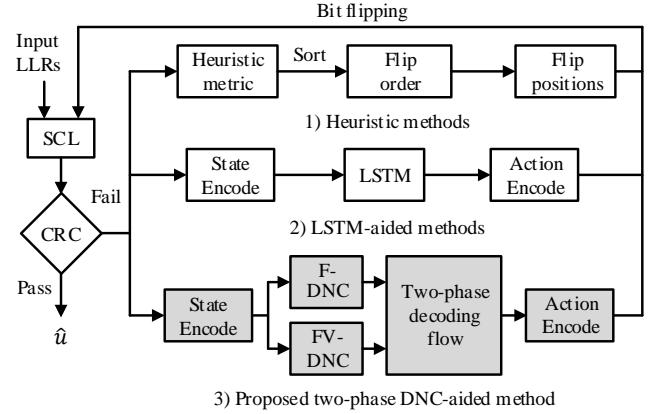 Bit flipping
Input
LLRs
SCL
CRC
Fail
Pass
û
Heuristic
metric
Sort
Flip
order
Flip
positions
1) Heuristic methods
State
Encode
LSTM
Action
Encode
2) LSTM-aided methods
State
Encode
F-
DNC
FV-
DNC
Two-phase
decoding
flow
Action
Encode
3) Proposed two-phase DNC-aided method